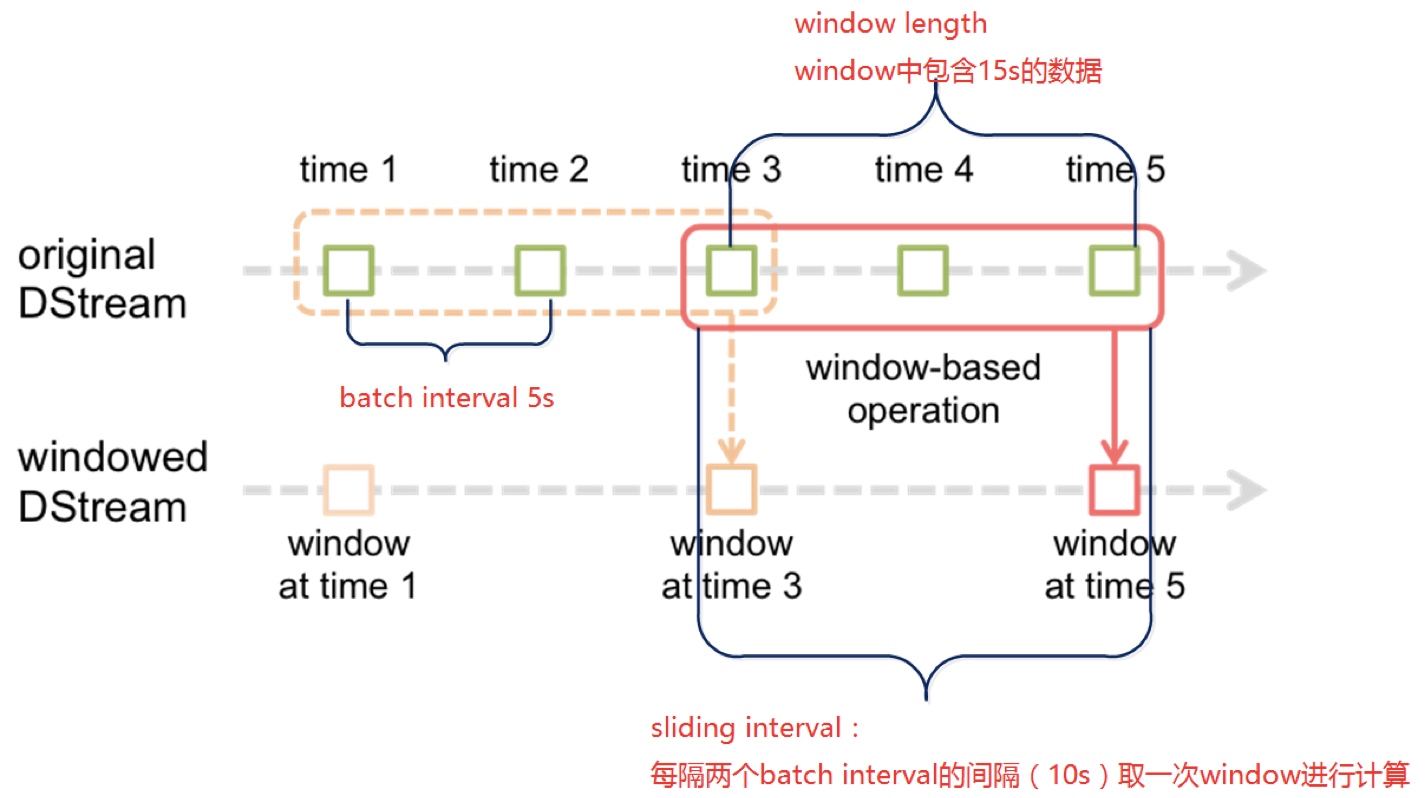 window length
window中包含15s的数据
time 1
time 2
time 3
time 4
time 5
original
DStream
batch interval 5s
window-based
operation
windowed
DStream
window
at time 1
window
at time 3
window
at time 5
sliding interval：
每隔两个batch interval的间隔（10s）取一次window进行计算